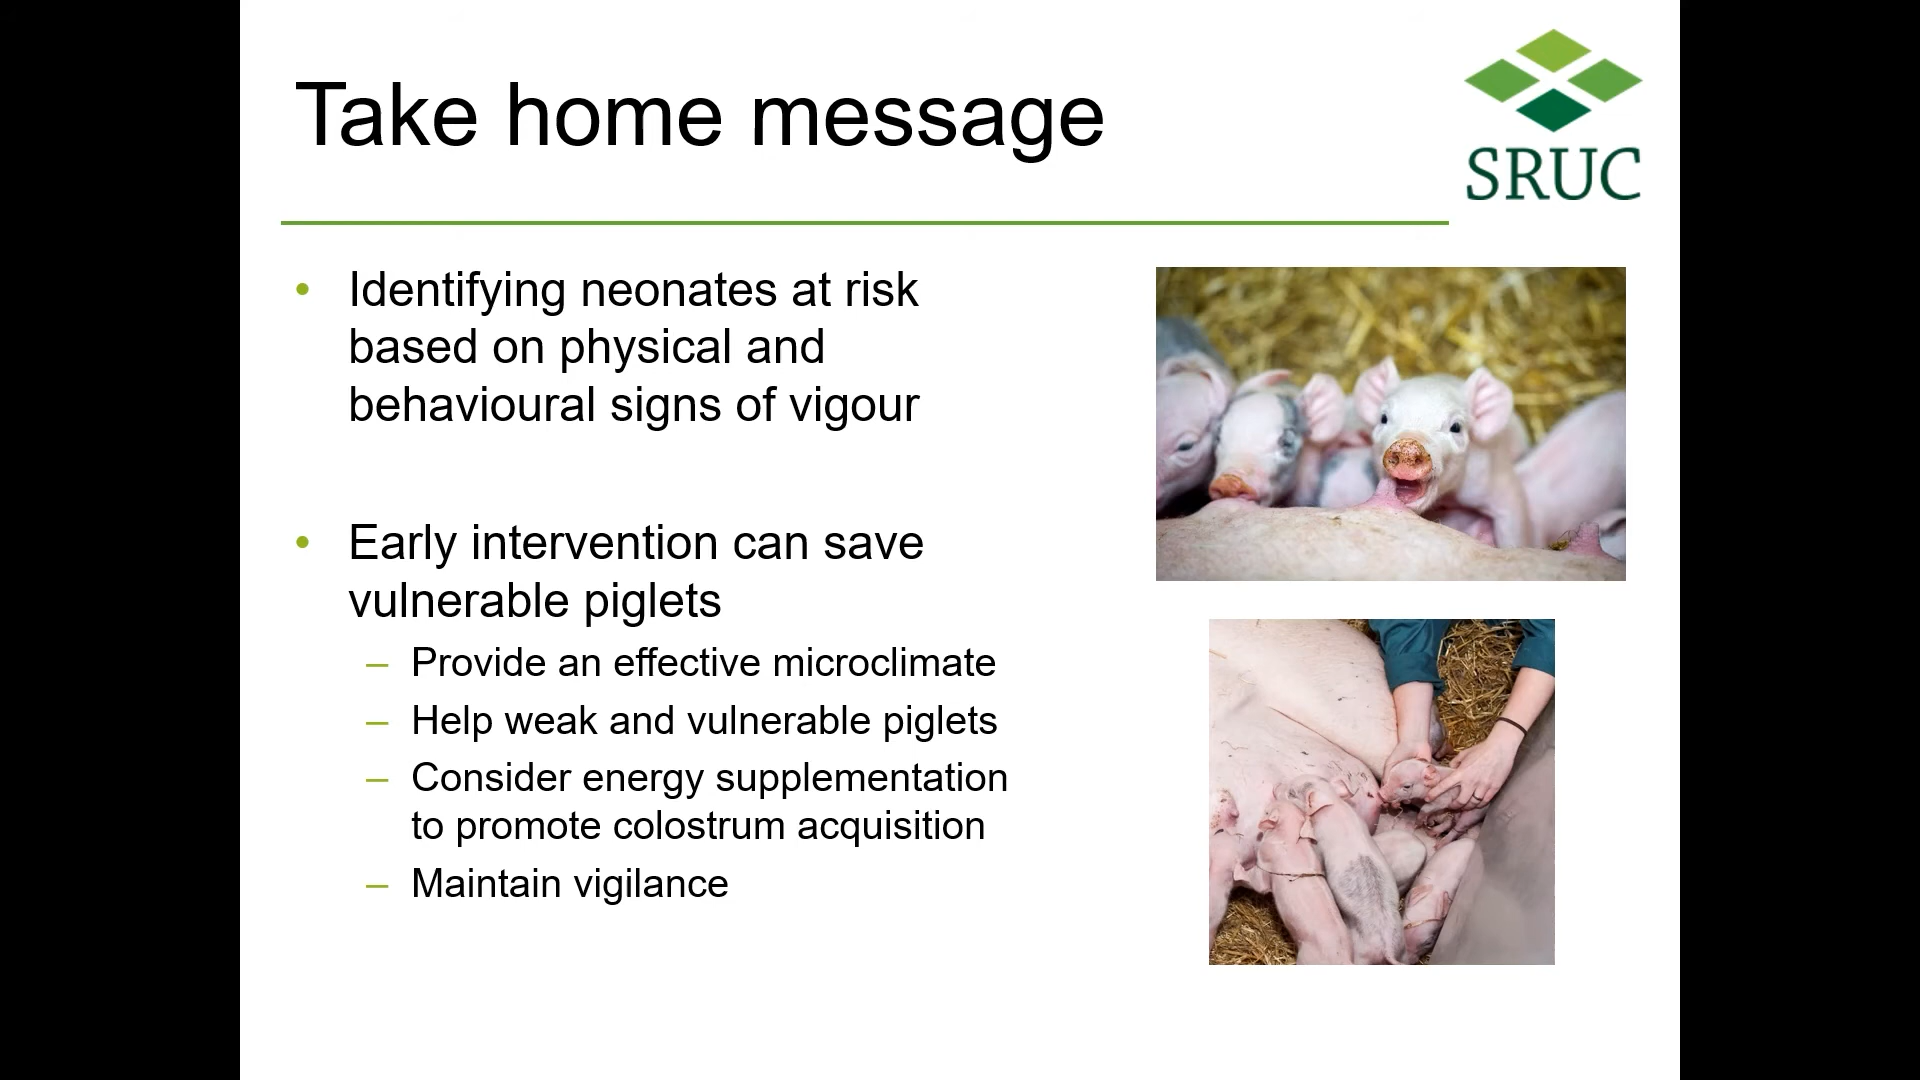 Take home message
SRUC
• Identifying neonates at risk
based on physical and
behavioural signs of vigour
• Early intervention can save
vulnerable piglets
– Provide an effective microclimate
– Help weak and vulnerable piglets
– Consider energy supplementation
to promote colostrum acquisition
– Maintain vigilance